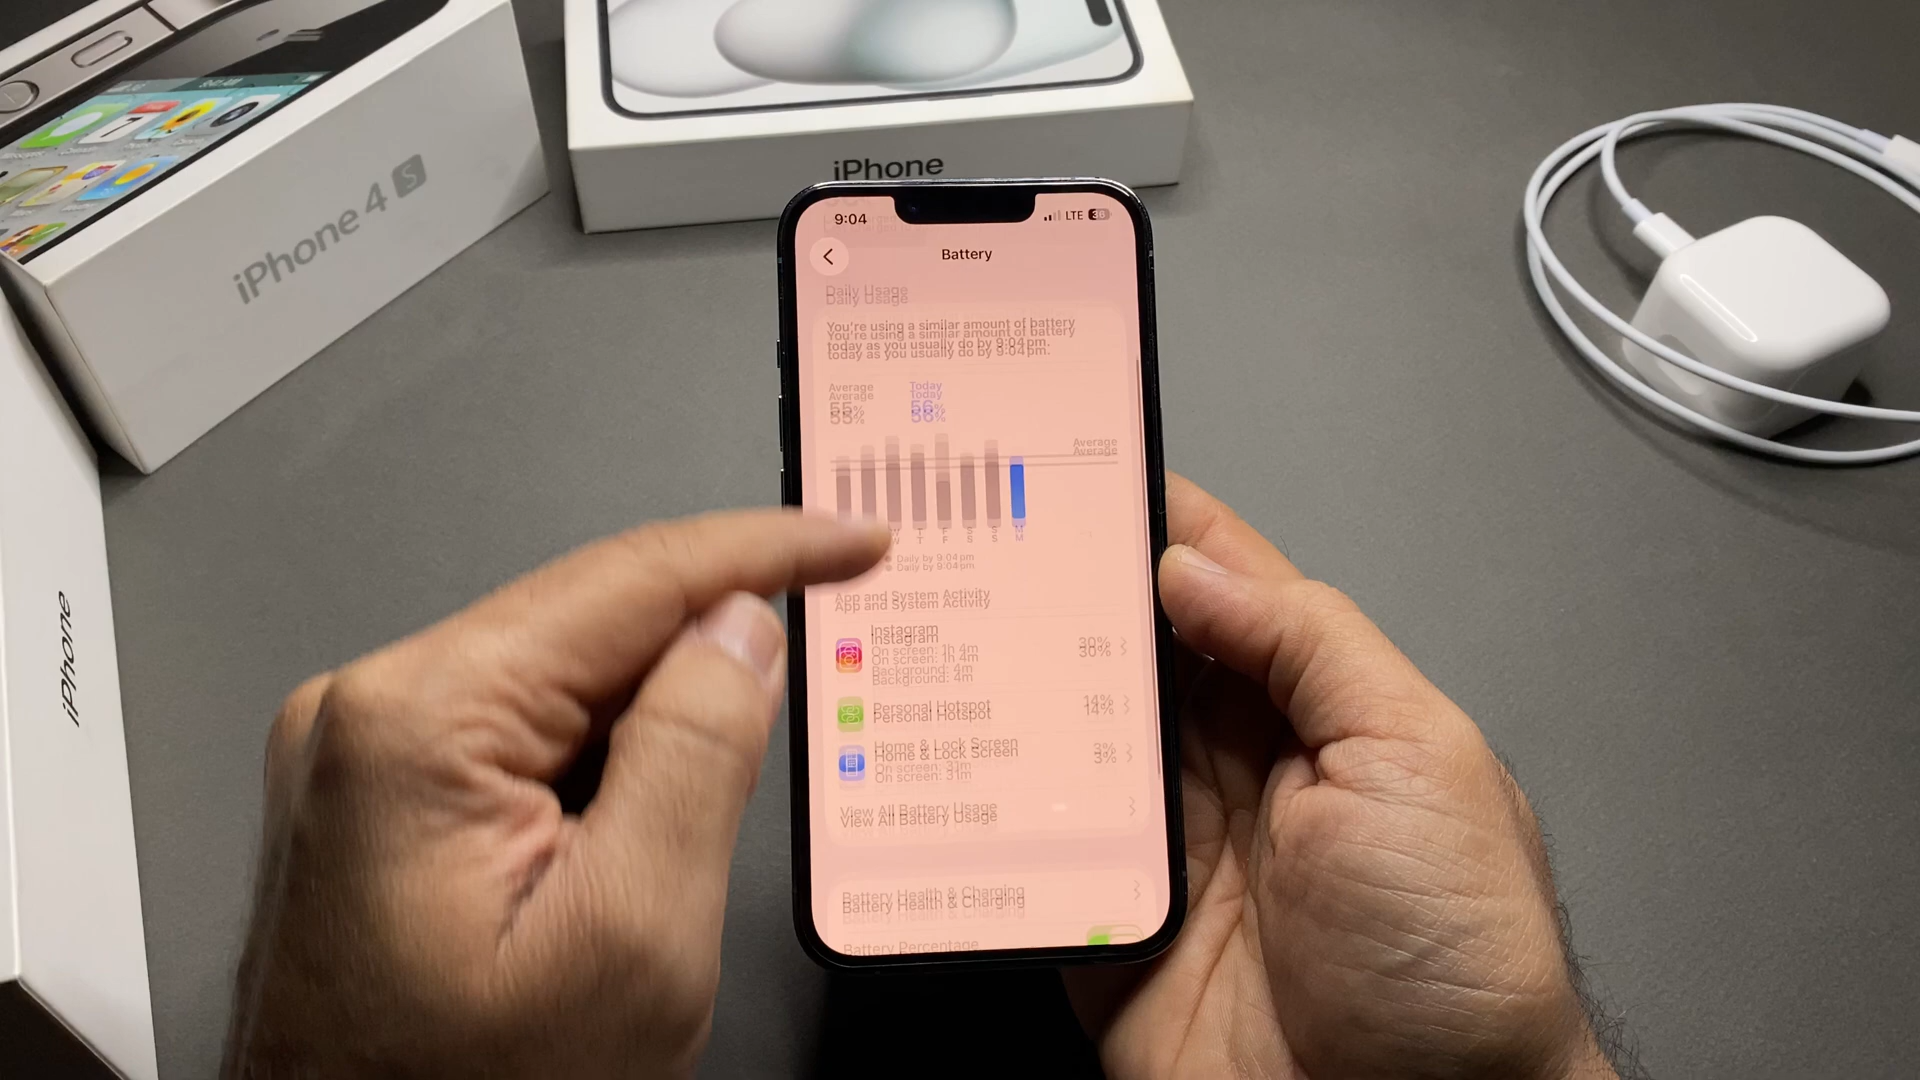 iPhone 4S
iPhone
iPhone
9:04
LTE
Battery
Daily Usage
You're using a similar amount of battery
today as you usually do by 9:04 pm.
Average
Today
55%
56%
Average
W T F S S M
Daily by 9:04 pm
App and System Activity
Instagram
On screen: 1h 4m
Background: 4m
30%
Personal Hotspot
14%
Home & Lock Screen
On screen: 31m
3%
View All Battery Usage
Battery Health & Charging
Battery Percentage